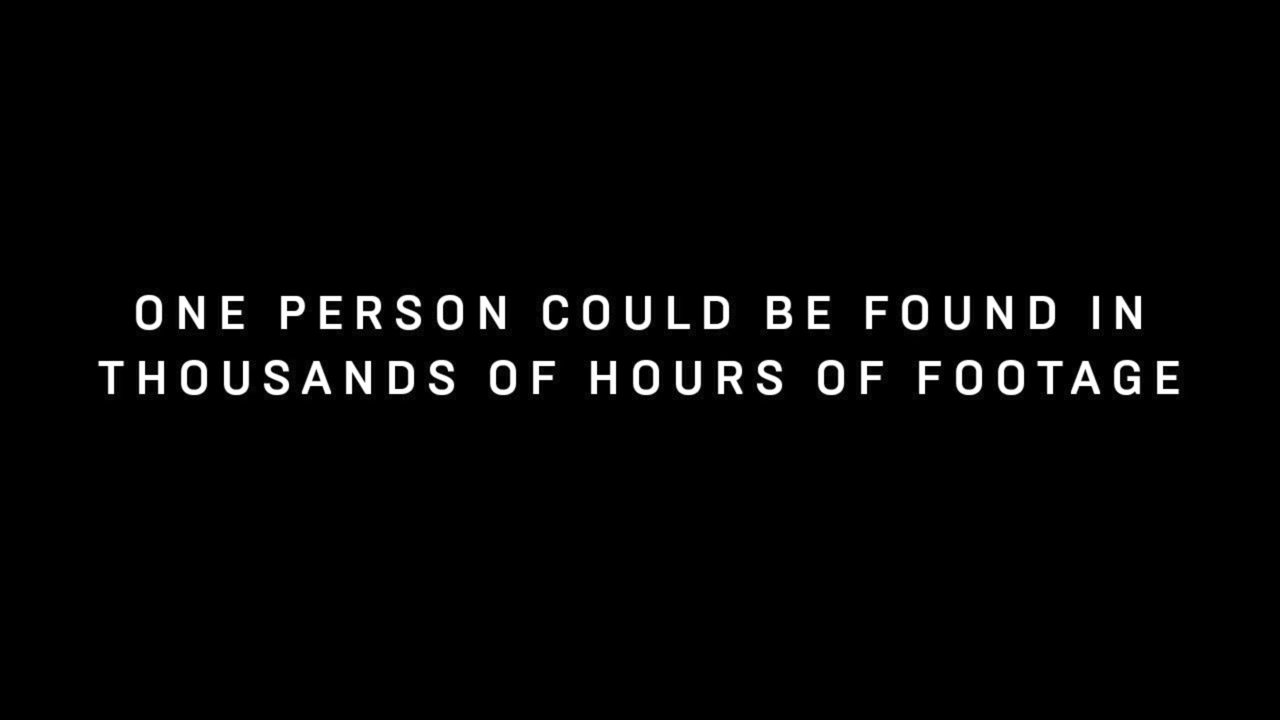 ONE PERSON COULD BE FOUND IN
THOUSANDS OF HOURS OF FOOTAGE